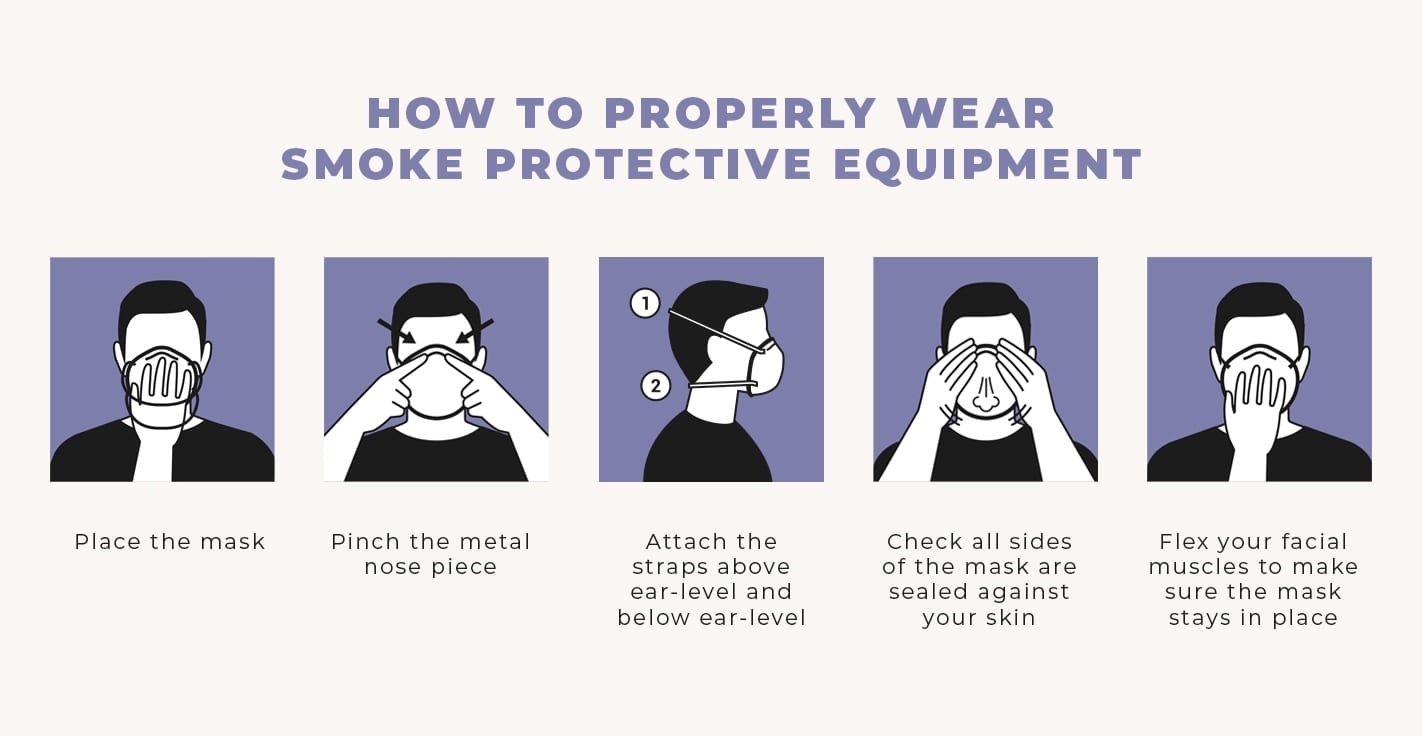 HOW TO PROPERLY WEAR
SMOKE PROTECTIVE EQUIPMENT
1
2
Place the mask
Pinch the metal
nose piece
Attach the
straps above
ear-level and
below ear-level
Check all sides
of the mask are
sealed against
your skin
Flex your facial
muscles to make
sure the mask
stays in place